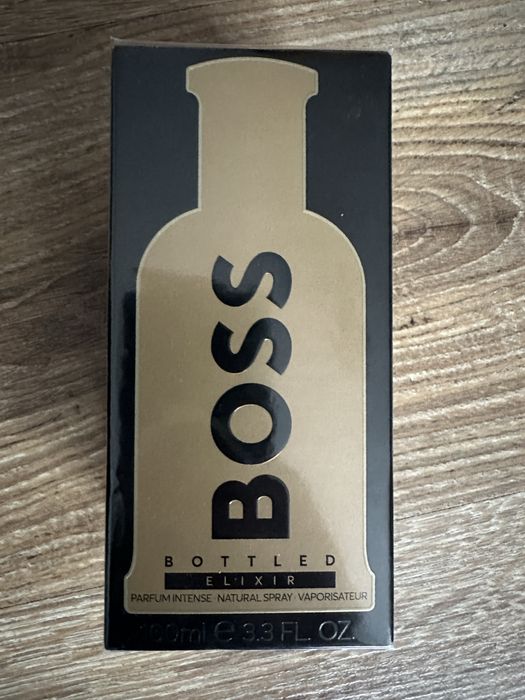 BOSS
BOTTLED
ELIXIR
PARFUM INTENSE · NATURAL SPRAY · VAPORISATEUR
100ml ℮ 3.3 FL. OZ.